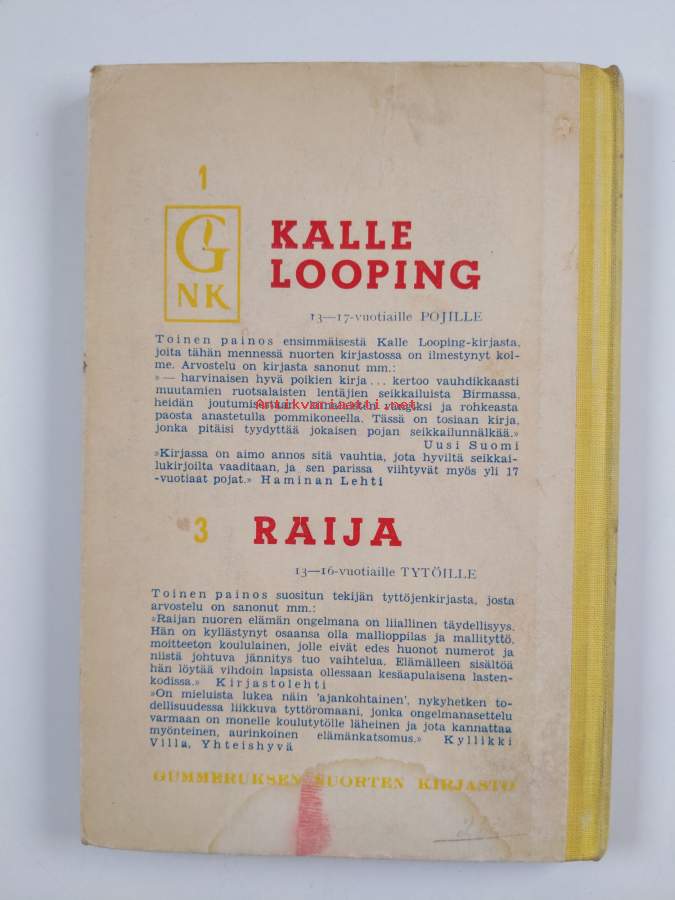 1
G
NK
KALLE
LOOPING
13—17-vuotiaille POJILLE
Toinen painos ensimmäisestä Kalle Looping-kirjasta,
joita tähän mennessä nuorten kirjastossa on ilmestynyt kol-
me. Arvostelu on kirjasta sanonut mm.:
»— harvinaisen hyvä poikien kirja... kertoo vauhdikkaasti
muutamien ruotsalaisten lentäjien seikkailuista Birmassa,
heidän joutumisestaan vangiksi ja rohkeasta
Antikvariaatti.net
paosta anastetulla pommikoneella. Tässä on tosiaan kirja,
jonka pitäisi tyydyttää jokaisen pojan seikkailunnälkää.»
Uusi Suomi
»Kirjassa on aimo annos sitä vauhtia, jota hyviltä seikkai-
lukirjoilta vaaditaan, ja sen parissa viihtyvät myös yli 17
-vuotiaat pojat.» Haminan Lehti
3 RAIJA
13—16-vuotiaille TYTÖILLE
Toinen painos suositun tekijän tyttöjenkirjasta, josta
arvostelu on sanonut mm.:
»Raijan nuoren elämän ongelmana on liiallinen täydellisyys.
Hän on kyllästynyt osaansa olla mallioppilas ja mallityttö,
moitteeton koululainen, jolle eivät edes huonot numerot ja
niistä johtuva jännitys tuo vaihtelua. Elämälleen sisältöä
hän löytää vihdoin lapsista ollessaan kesäapulaisena lasten-
kodissa.» Kirjastolehti
»On mieluista lukea näin 'ajankohtainen', nykyhetken to-
dellisuudessa liikkuva tyttöromaani, jonka ongelmanasettelu
varmaan on monelle koulutytölle läheinen ja jota kannattaa
myönteinen, aurinkoinen elämänkatsomus.» Kyllikki
Villa, Yhteishyvä
GUMMERUKSEN NUORTEN KIRJASTO